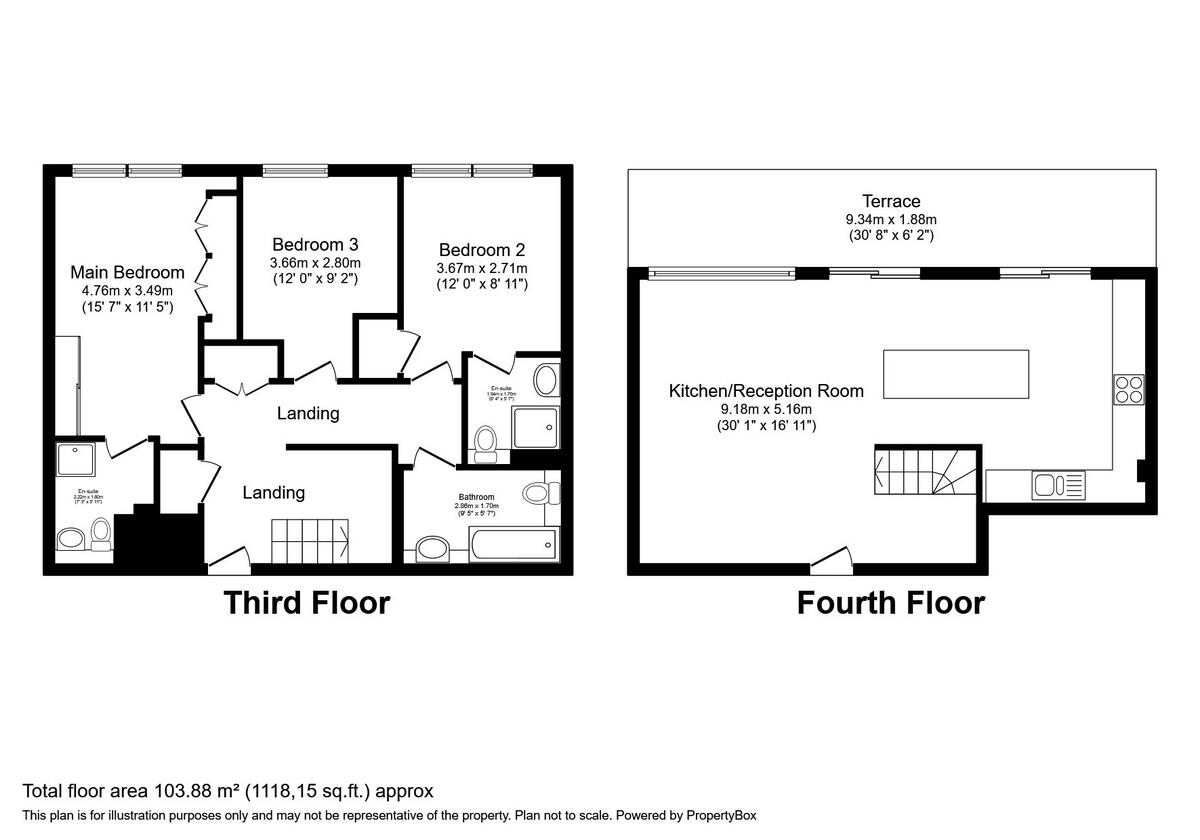 Main Bedroom
4.76m x 3.49m
(15' 7" x 11' 5")
Bedroom 3
3.66m x 2.80m
(12' 0" x 9' 2")
Bedroom 2
3.67m x 2.71m
(12' 0" x 8' 11")
En-suite
1.94m x 1.70m
(6' 4" x 5' 7")
Landing
Landing
En-suite
2.22m x 1.80m
(7' 3" x 5' 11")
Bathroom
2.86m x 1.70m
(9' 5" x 5' 7")
Third Floor
Terrace
9.34m x 1.88m
(30' 8" x 6' 2")
Kitchen/Reception Room
9.18m x 5.16m
(30' 1" x 16' 11")
Fourth Floor
Total floor area 103.88 m² (1118,15 sq.ft.) approx
This plan is for illustration purposes only and may not be representative of the property. Plan not to scale. Powered by PropertyBox